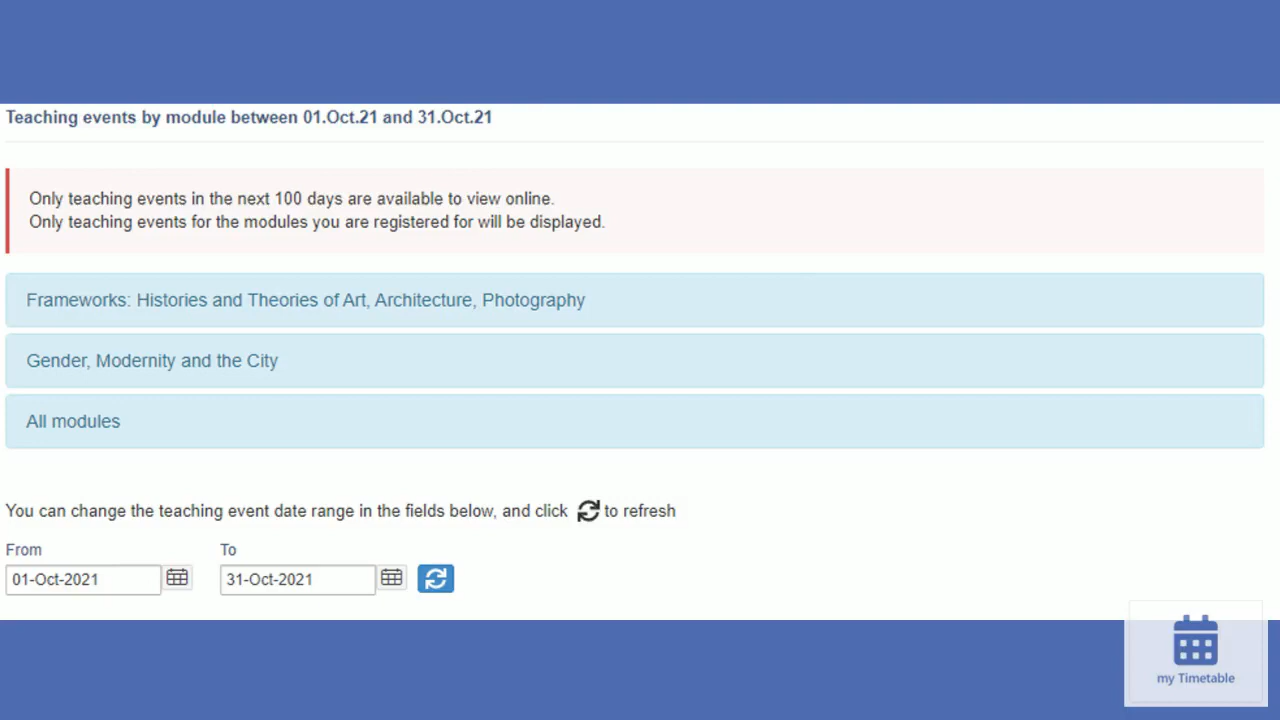 Teaching events by module between 01.Oct.21 and 31.Oct.21
Only teaching events in the next 100 days are available to view online.
Only teaching events for the modules you are registered for will be displayed.
Frameworks: Histories and Theories of Art, Architecture, Photography
Gender, Modernity and the City
All modules
You can change the teaching event date range in the fields below, and click to refresh
From To
01-Oct-2021 31-Oct-2021
my Timetable